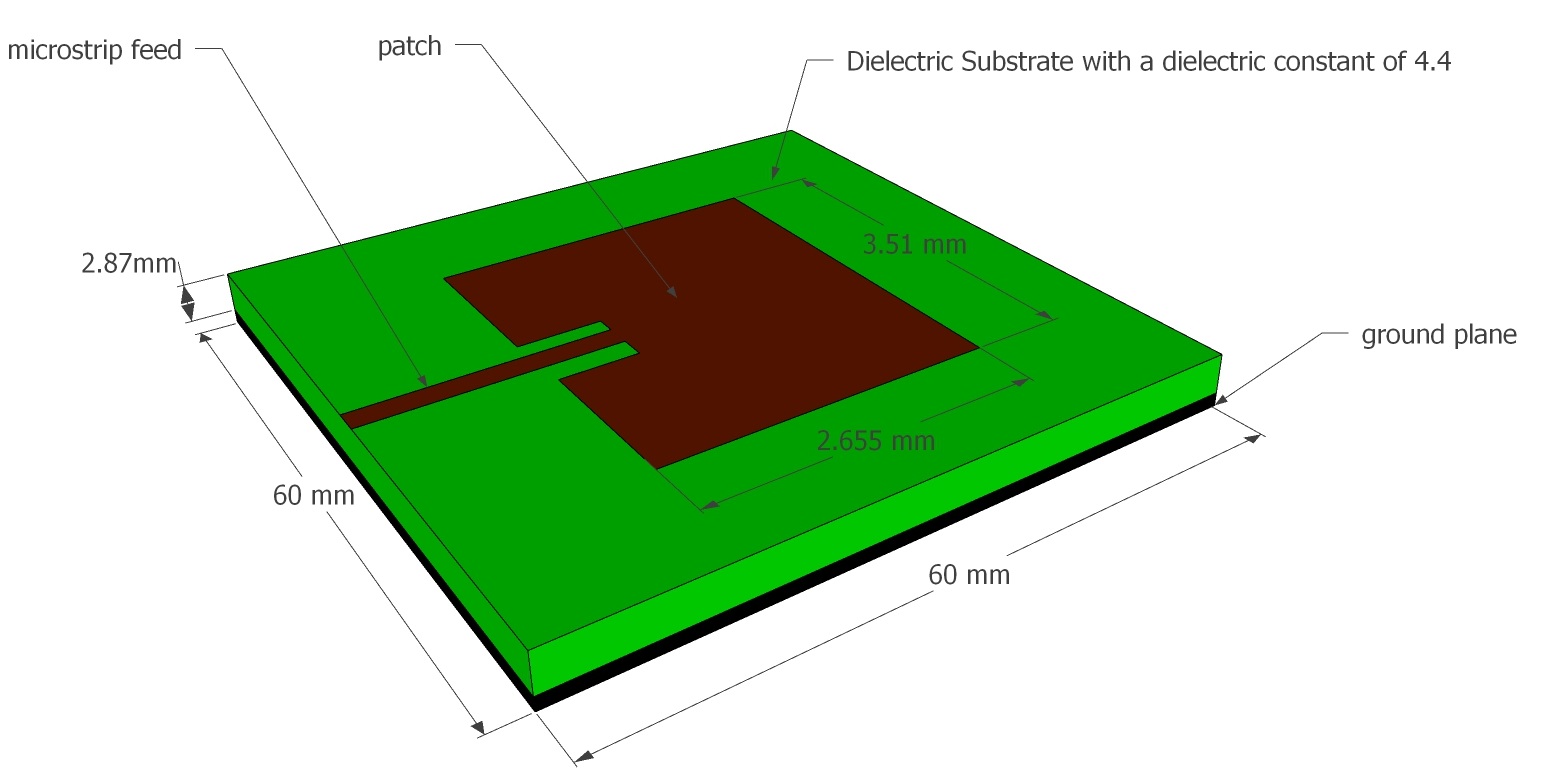 microstrip feed
patch
Dielectric Substrate with a dielectric constant of 4.4
3.51 mm
2.87mm
ground plane
2.655 mm
60 mm
60 mm